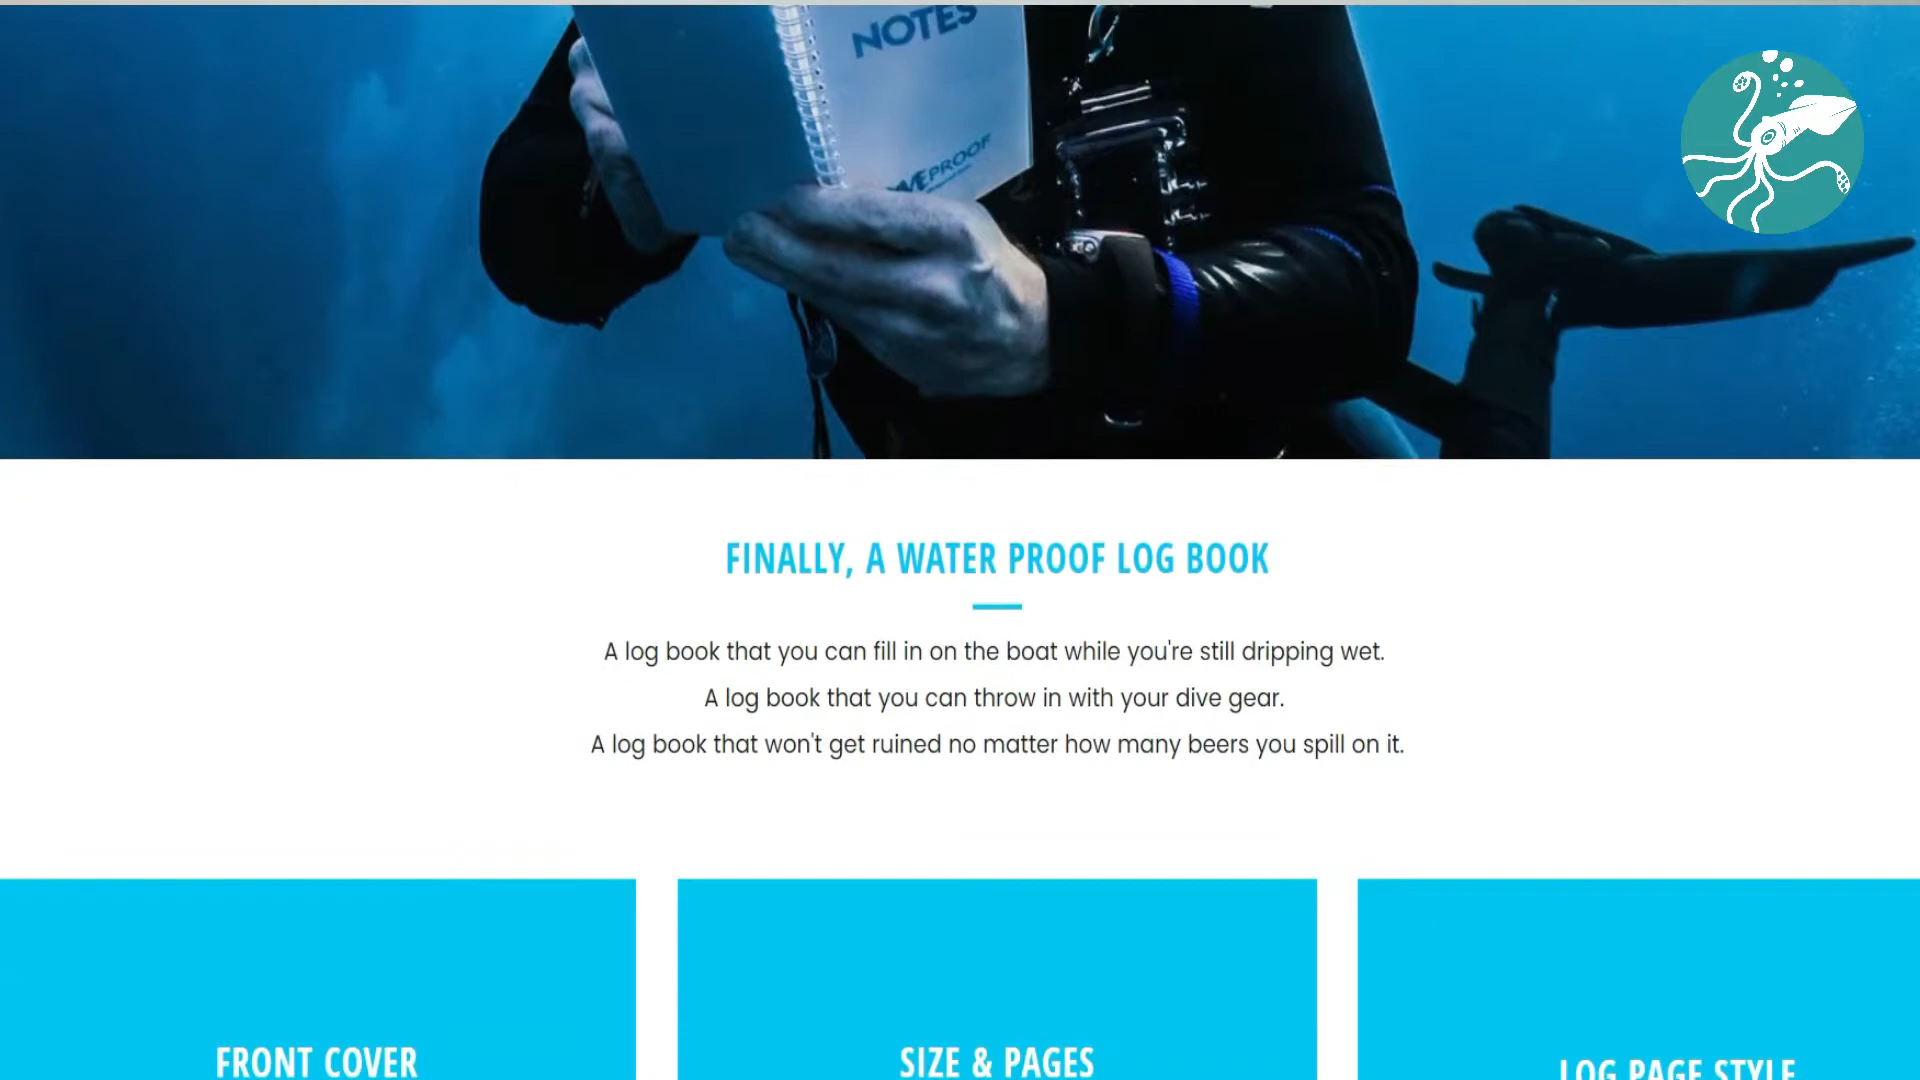 NOTES
PROOF
FINALLY, A WATER PROOF LOG BOOK
A log book that you can fill in on the boat while you're still dripping wet.
A log book that you can throw in with your dive gear.
A log book that won't get ruined no matter how many beers you spill on it.
FRONT COVER
SIZE & PAGES
LOG PAGE STYLE